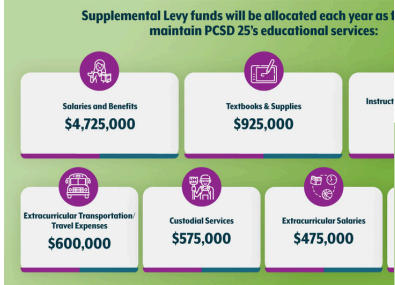 Supplemental Levy funds will be allocated each year as
maintain PCSD 25's educational services:
Salaries and Benefits
$4,725,000
Textbooks & Supplies
$925,000
Extracurricular Transportation/
Travel Expenses
$600,000
Custodial Services
$575,000
Extracurricular Salaries
$475,000